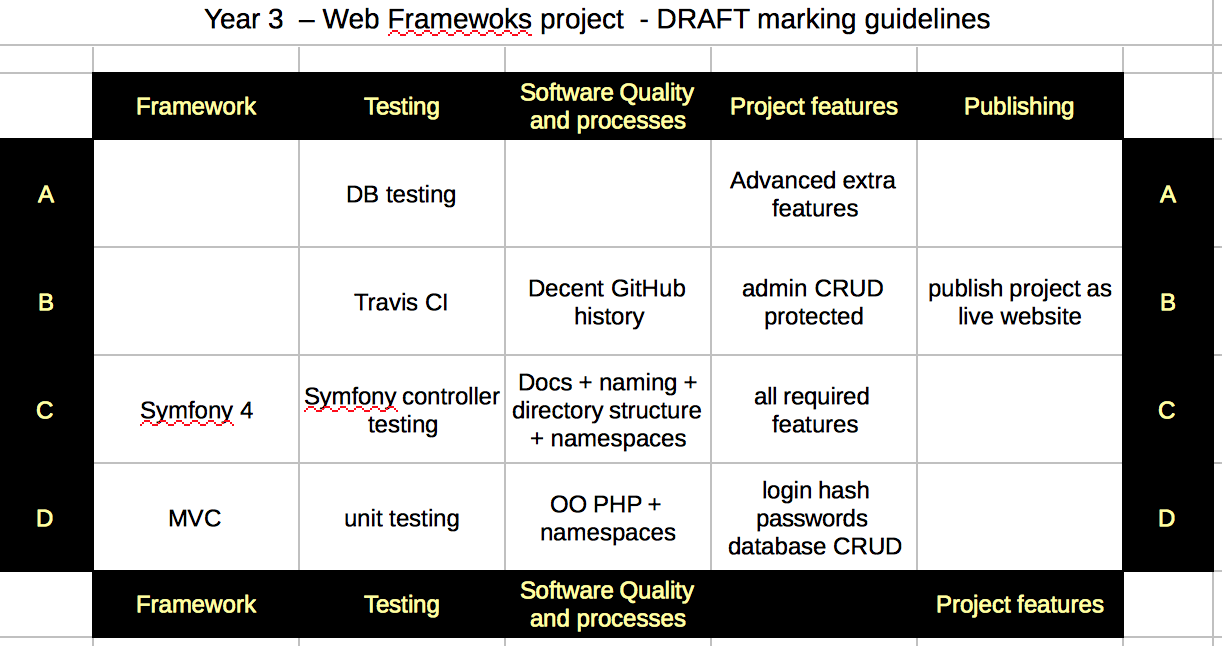 Year 3 – Web Framewoks project - DRAFT marking guidelines
Framework Testing Software Quality and processes Project features Publishing
A DB testing Advanced extra features A
B Travis CI Decent GitHub history admin CRUD protected publish project as live website B
C Symfony 4 Symfony controller testing Docs + naming + directory structure + namespaces all required features C
D MVC unit testing OO PHP + namespaces login hash passwords database CRUD D
Framework Testing Software Quality and processes Project features